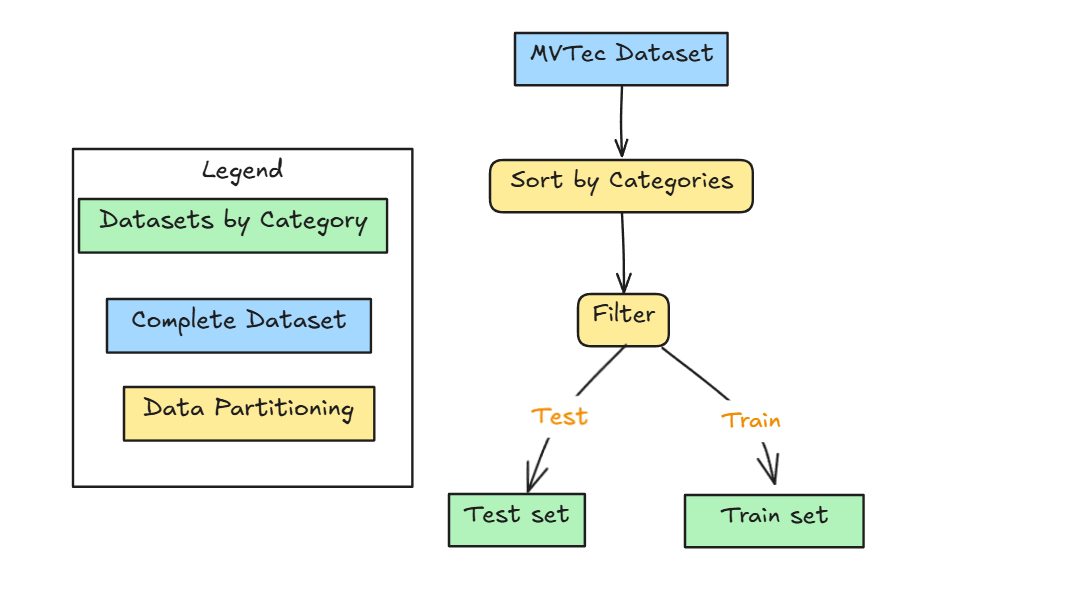 MVTec Dataset
Sort by Categories
Filter
Test
Train
Test set
Train set
Legend
Datasets by Category
Complete Dataset
Data Partitioning